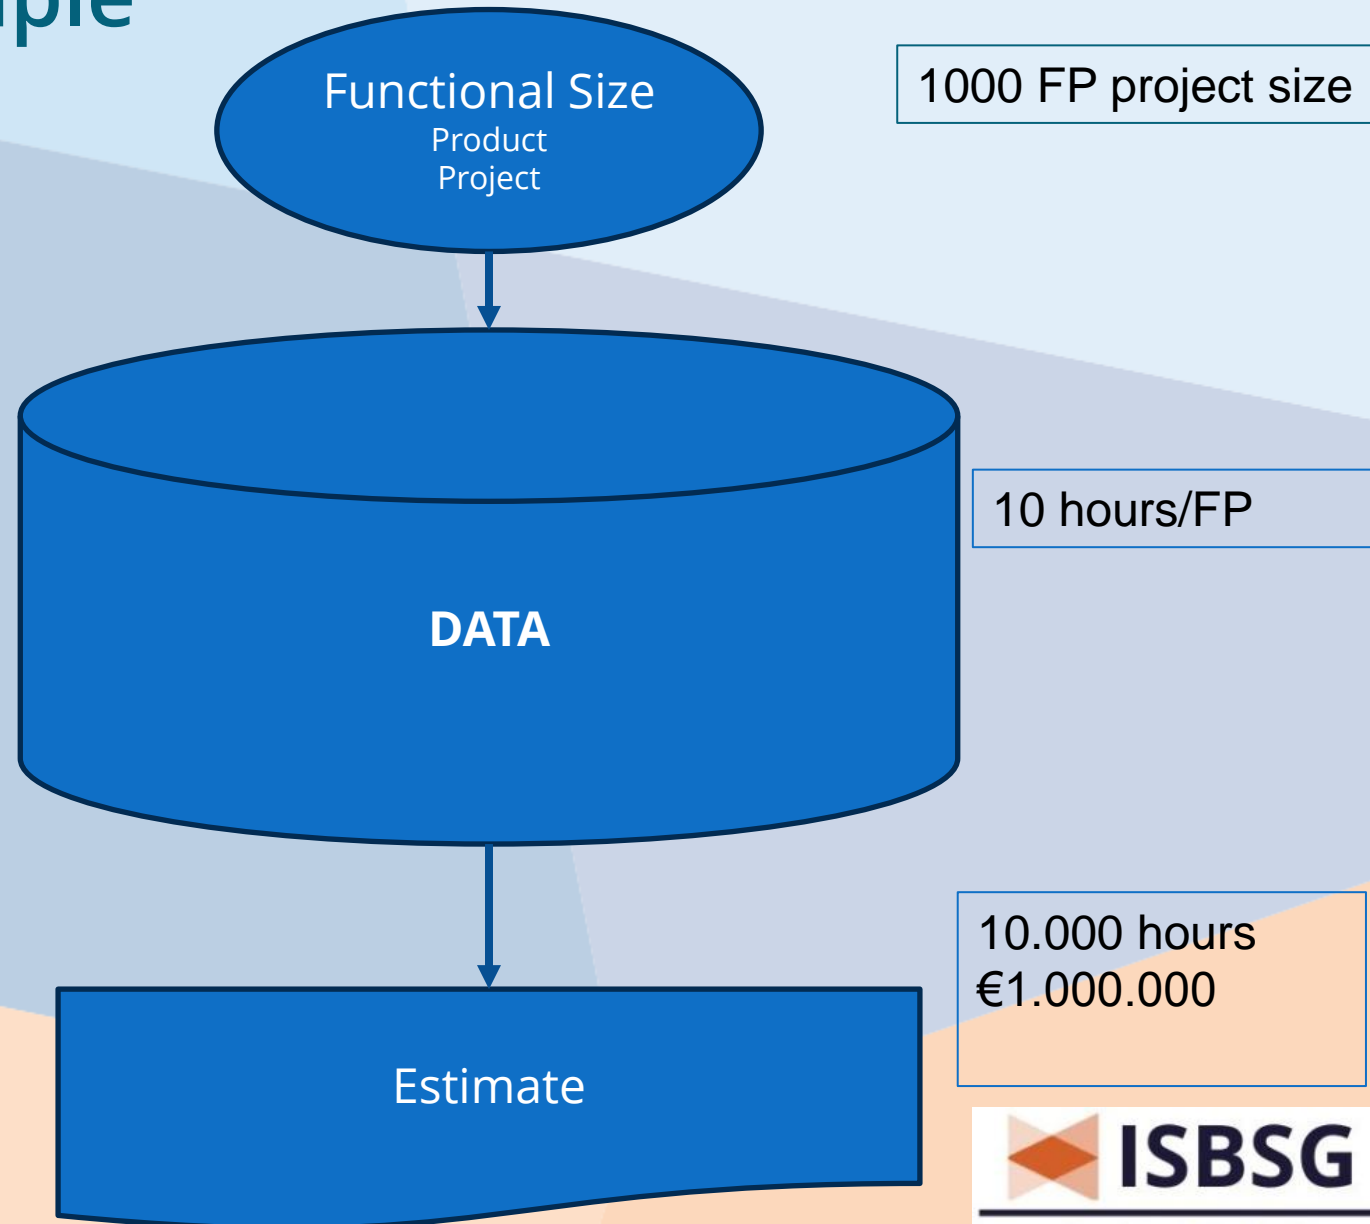 Functional Size
Product
Project
1000 FP project size
DATA
10 hours/FP
10.000 hours
€1.000.000
Estimate
ISBSG